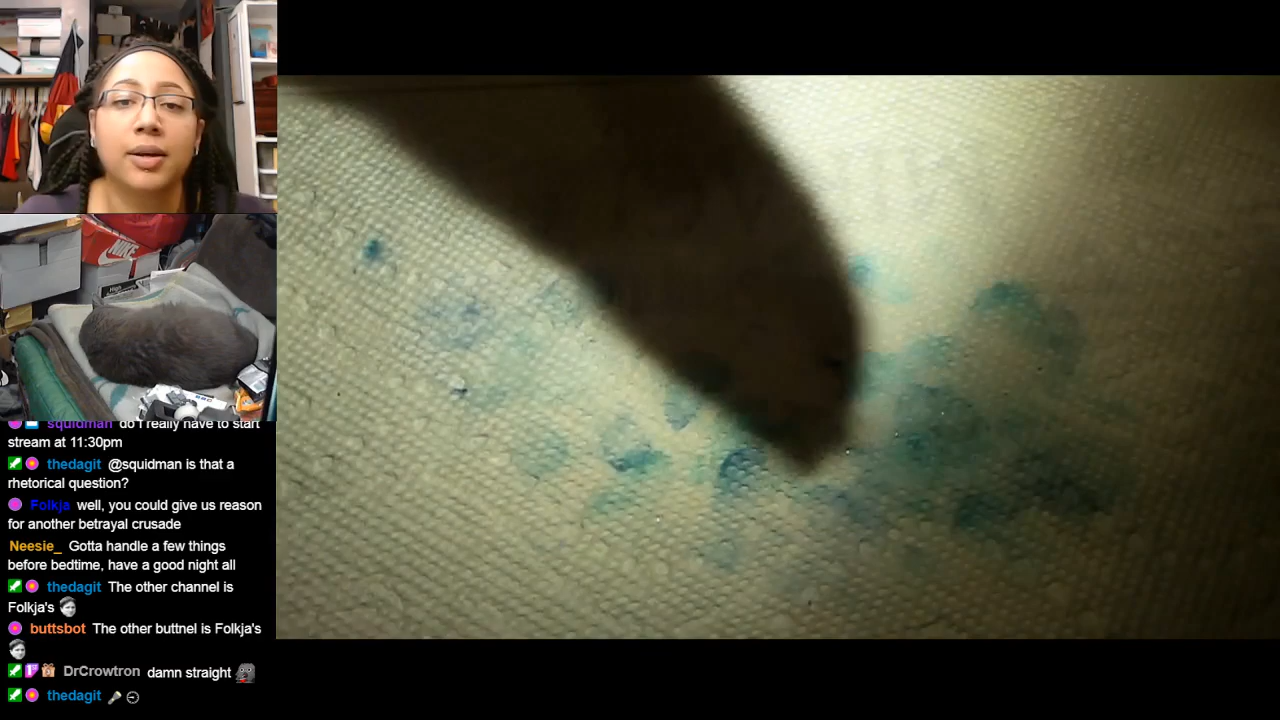 NIKE
High
squidman do I really have to start
stream at 11:30pm
thedagit @squidman is that a
rhetorical question?
Folkja well, you could give us reason
for another betrayal crusade
Neesie_ Gotta handle a few things
before bedtime, have a good night all
thedagit The other channel is
Folkja's
buttsbot The other buttnel is Folkja's
DrCrowtron damn straight
thedagit